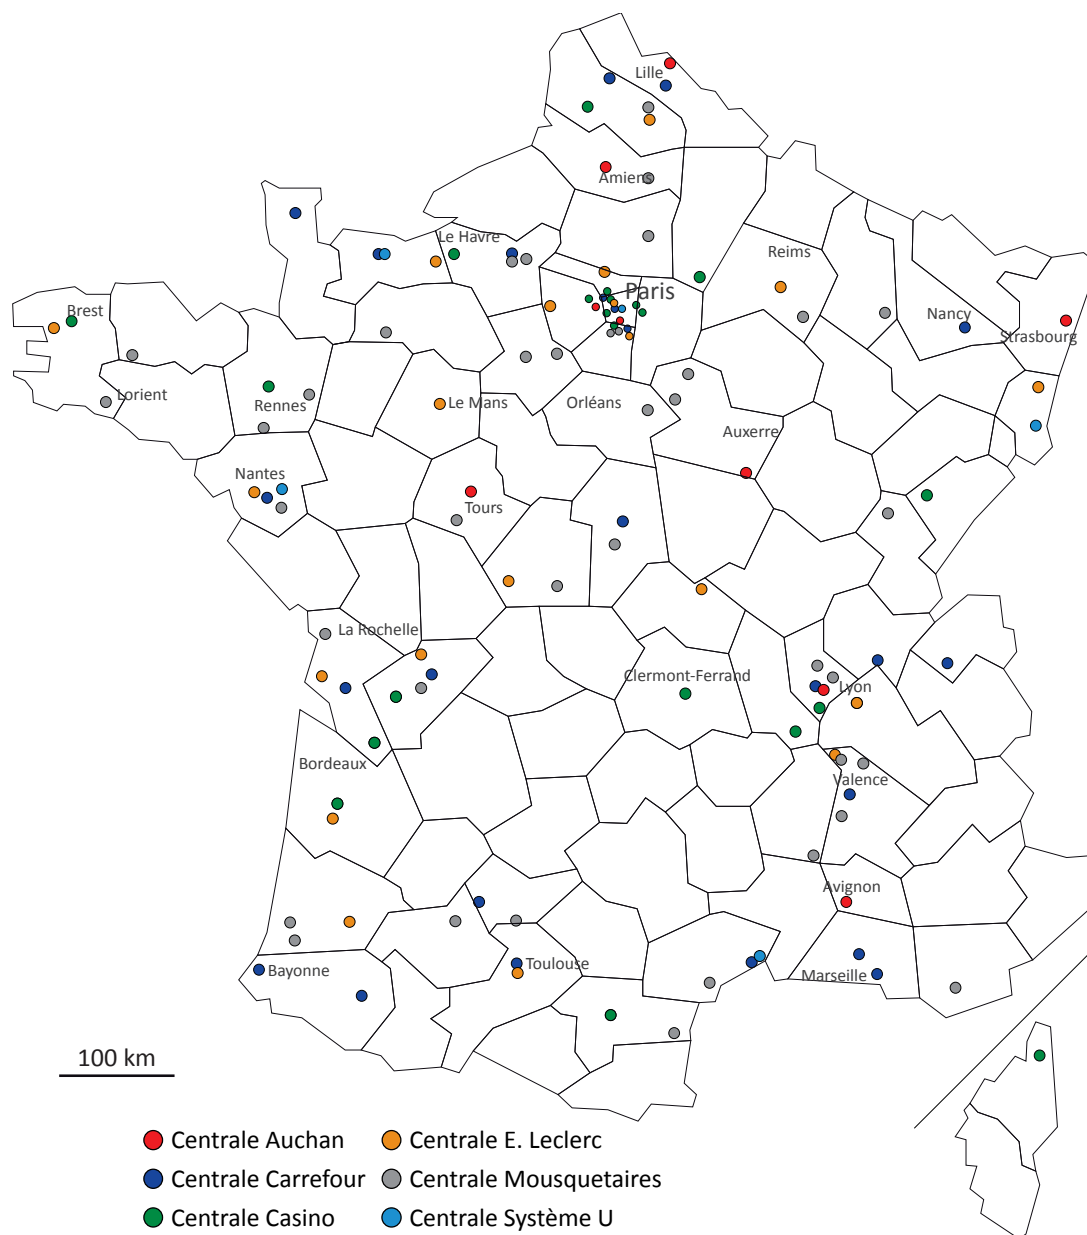 Lille
Amiens
Le Havre
Reims
Paris
Brest
Nancy
Strasbourg
Lorient
Rennes
Le Mans
Orléans
Auxerre
Nantes
Tours
La Rochelle
Clermont-Ferrand
Lyon
Bordeaux
Valence
Avignon
Bayonne
Toulouse
Marseille
100 km
Centrale Auchan
Centrale E. Leclerc
Centrale Carrefour
Centrale Mousquetaires
Centrale Casino
Centrale Système U